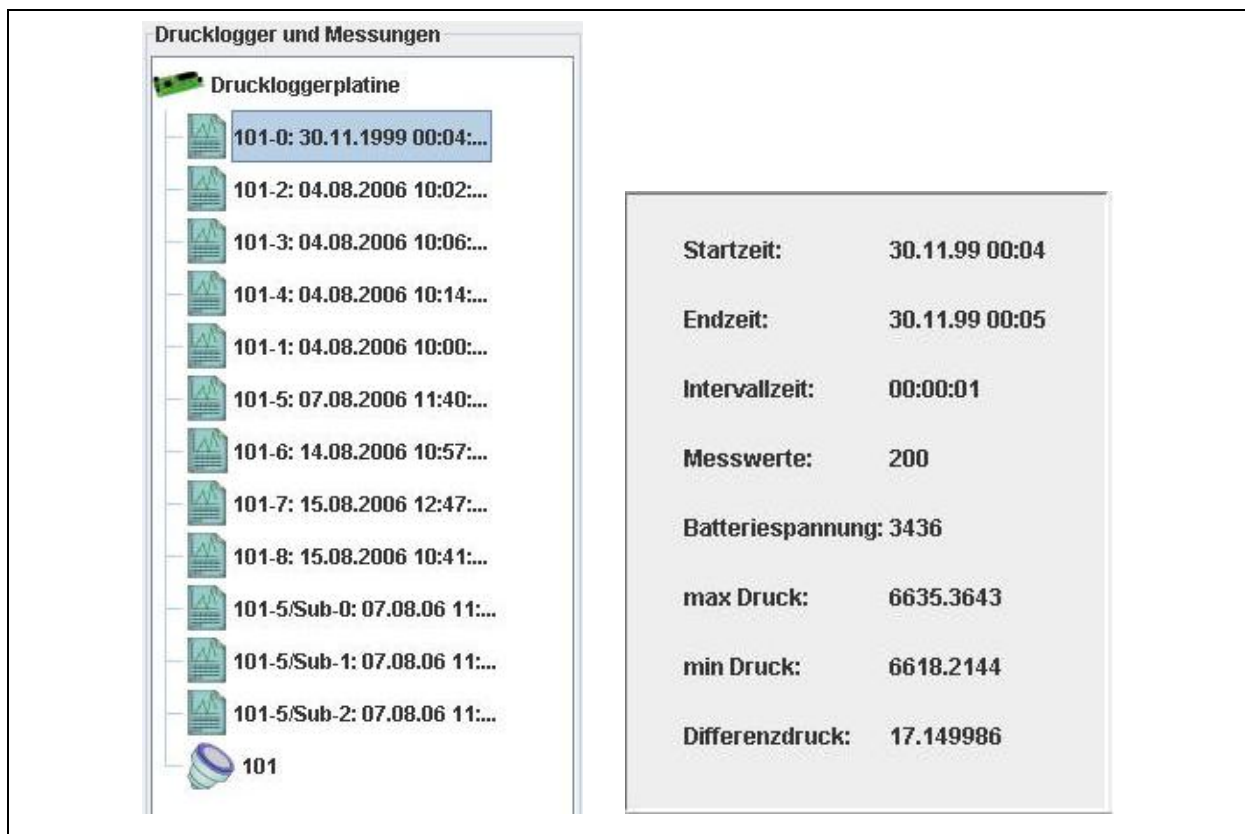 Drucklogger und Messungen
Druckloggerplatine
101-0: 30.11.1999 00:04:...
101-2: 04.08.2006 10:02:...
101-3: 04.08.2006 10:06:...
101-4: 04.08.2006 10:14:...
101-1: 04.08.2006 10:00:...
101-5: 07.08.2006 11:40:...
101-6: 14.08.2006 10:57:...
101-7: 15.08.2006 12:47:...
101-8: 15.08.2006 10:41:...
101-5/Sub-0: 07.08.06 11:...
101-5/Sub-1: 07.08.06 11:...
101-5/Sub-2: 07.08.06 11:...
101
Startzeit: 30.11.99 00:04
Endzeit: 30.11.99 00:05
Intervallzeit: 00:00:01
Messwerte: 200
Batteriespannung: 3436
max Druck: 6635.3643
min Druck: 6618.2144
Differenzdruck: 17.149986